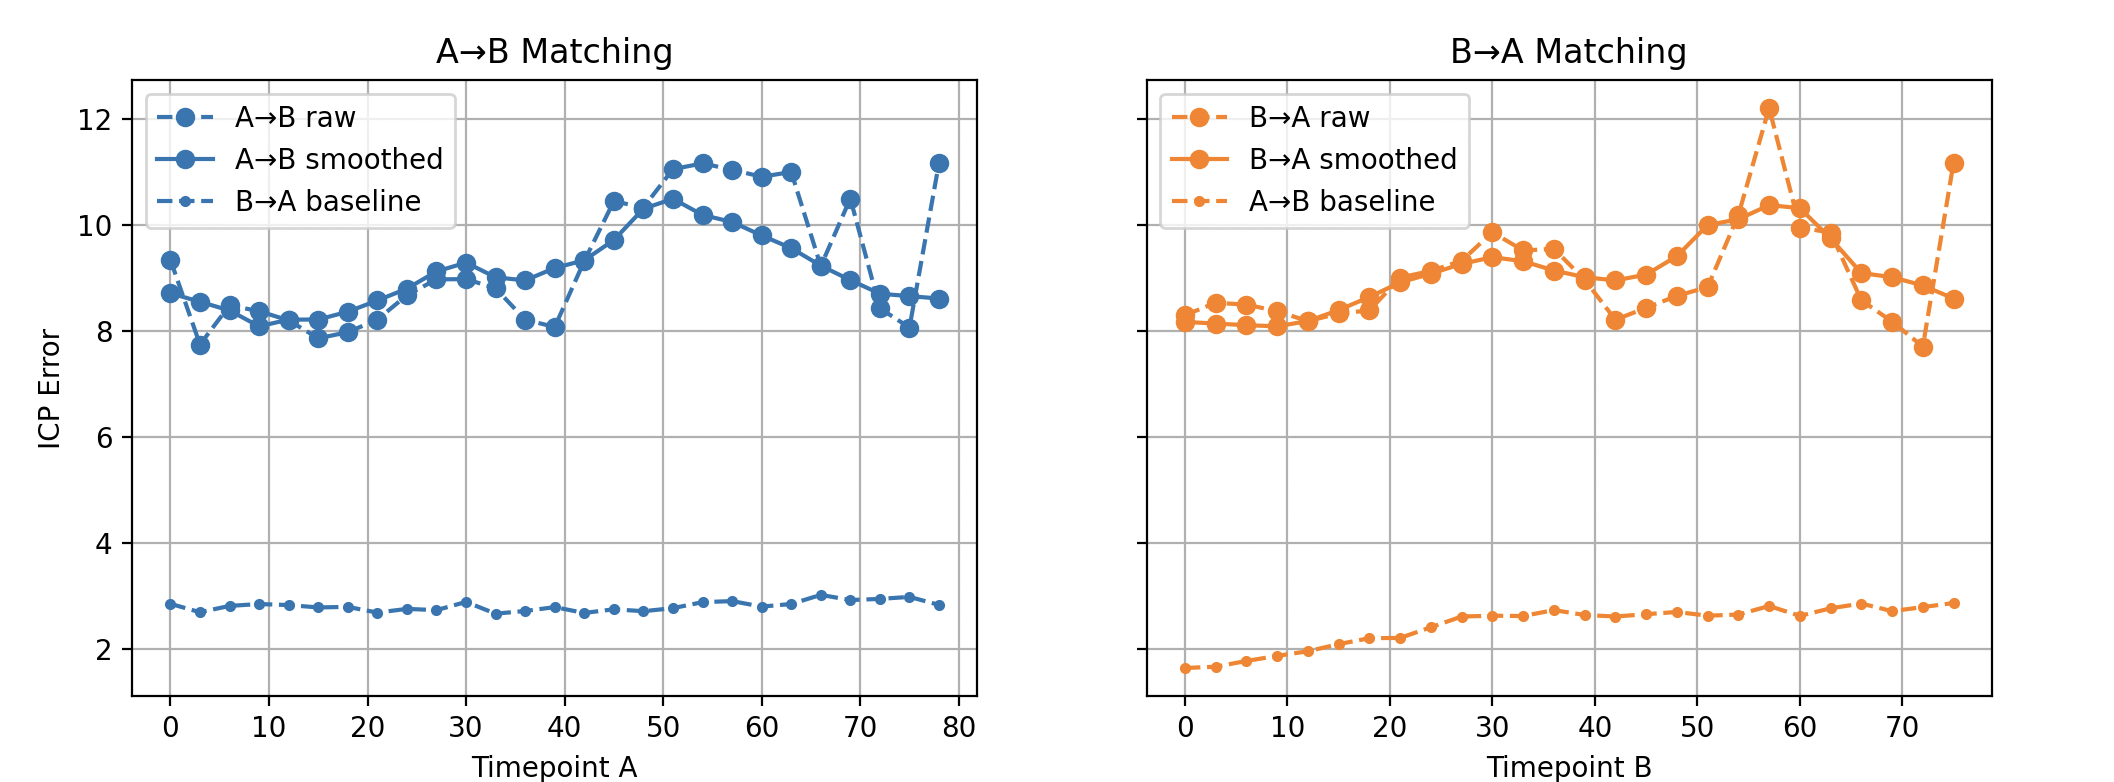 A→B Matching
A→B raw
A→B smoothed
B→A baseline
ICP Error
12
10
8
6
4
2
0 10 20 30 40 50 60 70 80
Timepoint A
B→A Matching
B→A raw
B→A smoothed
A→B baseline
0 10 20 30 40 50 60 70
Timepoint B